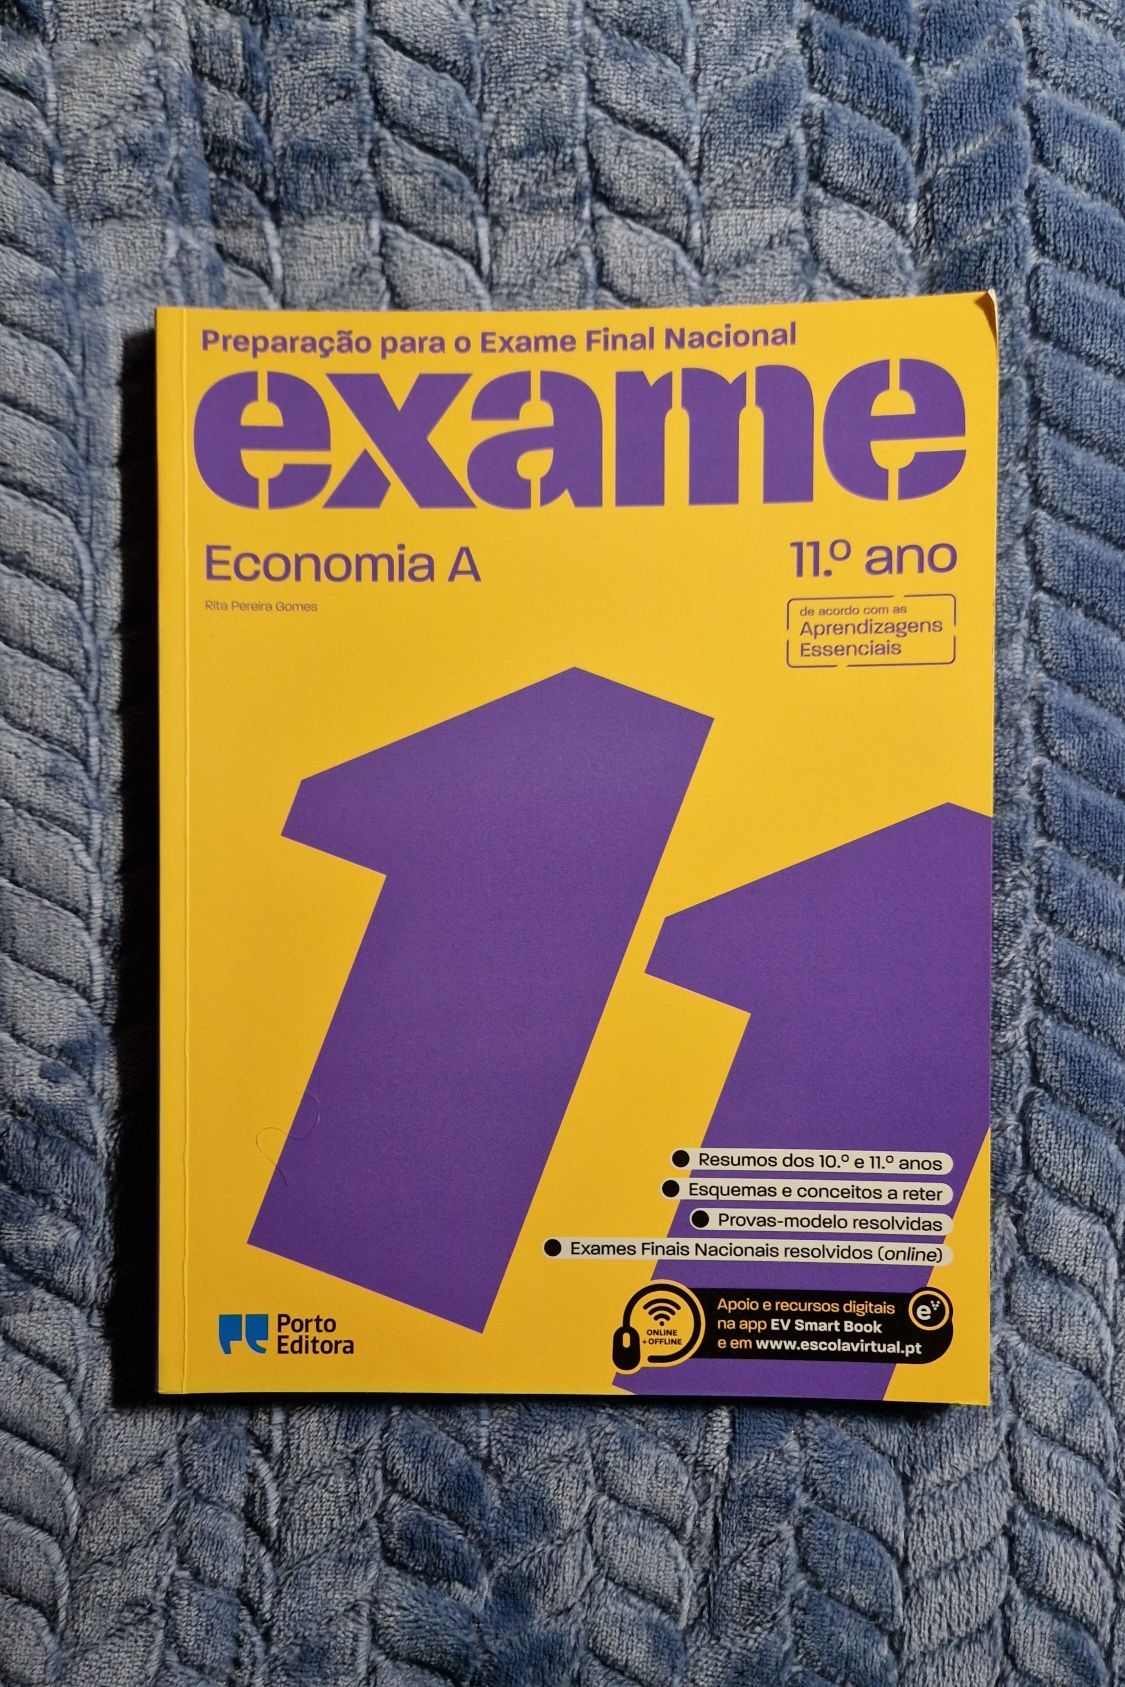 Preparação para o Exame Final Nacional
exame
Economia A
11.º ano
Rita Pereira Gomes
de acordo com as
Aprendizagens
Essenciais
11
Resumos dos 10.º e 11.º anos
Esquemas e conceitos a reter
Provas-modelo resolvidas
Exames Finais Nacionais resolvidos (online)
Porto
Editora
ONLINE
+OFFLINE
Apoio e recursos digitais
na app EV Smart Book
e em www.escolavirtual.pt
ev